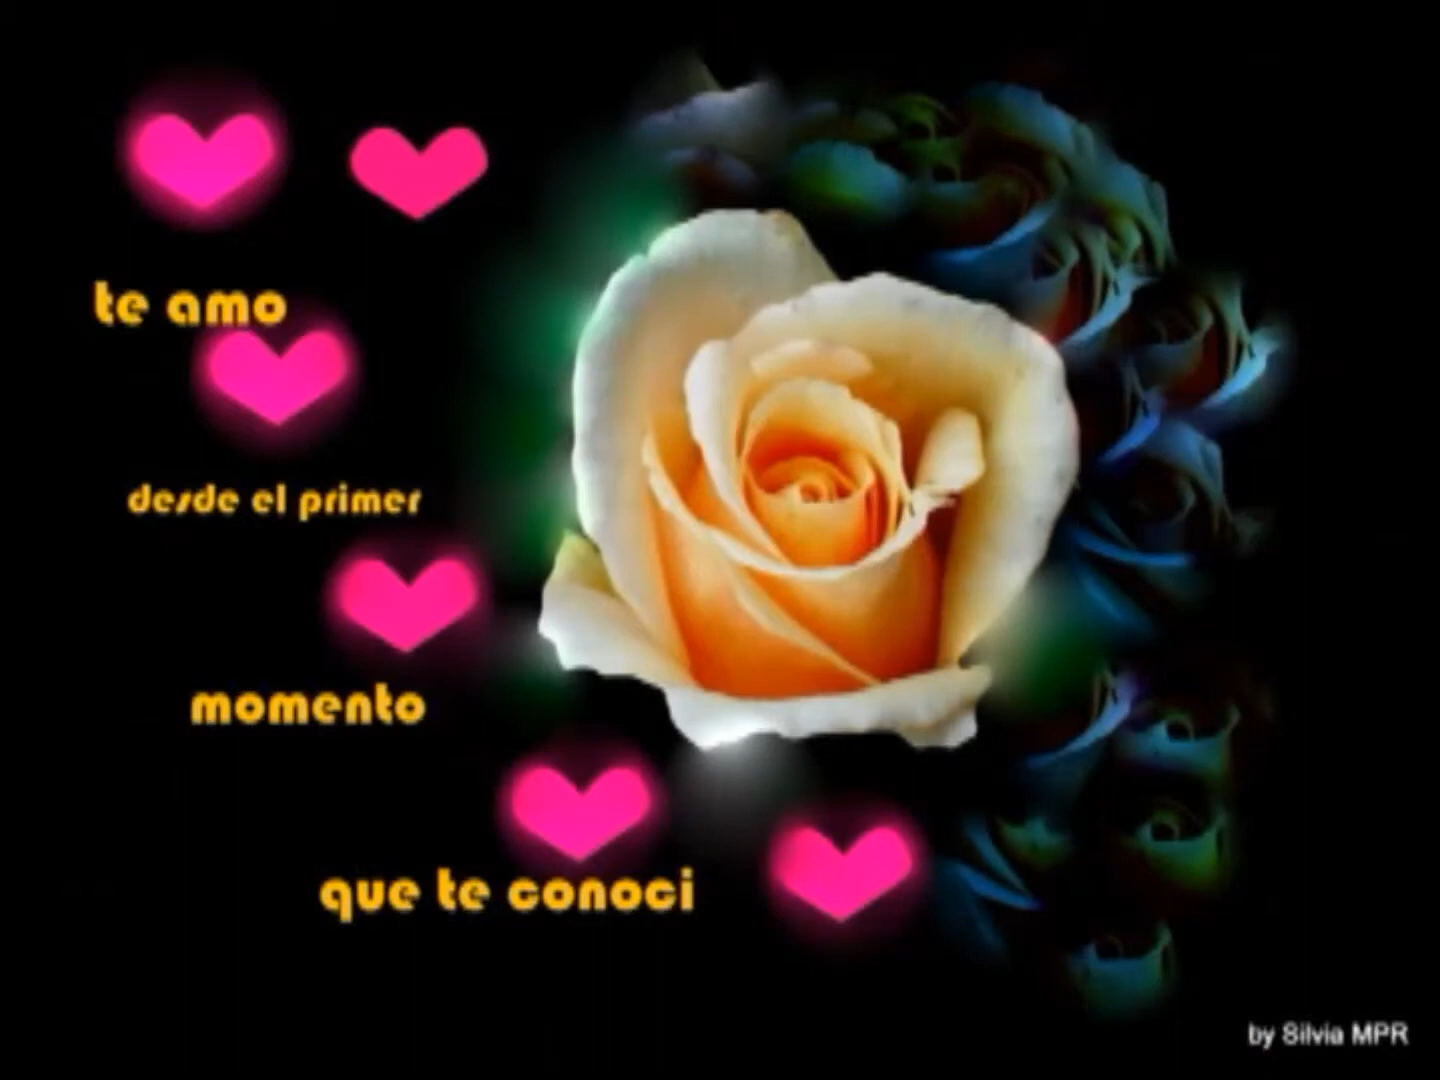 te amo
desde el primer
momento
que te conoci
by Silvia MPR